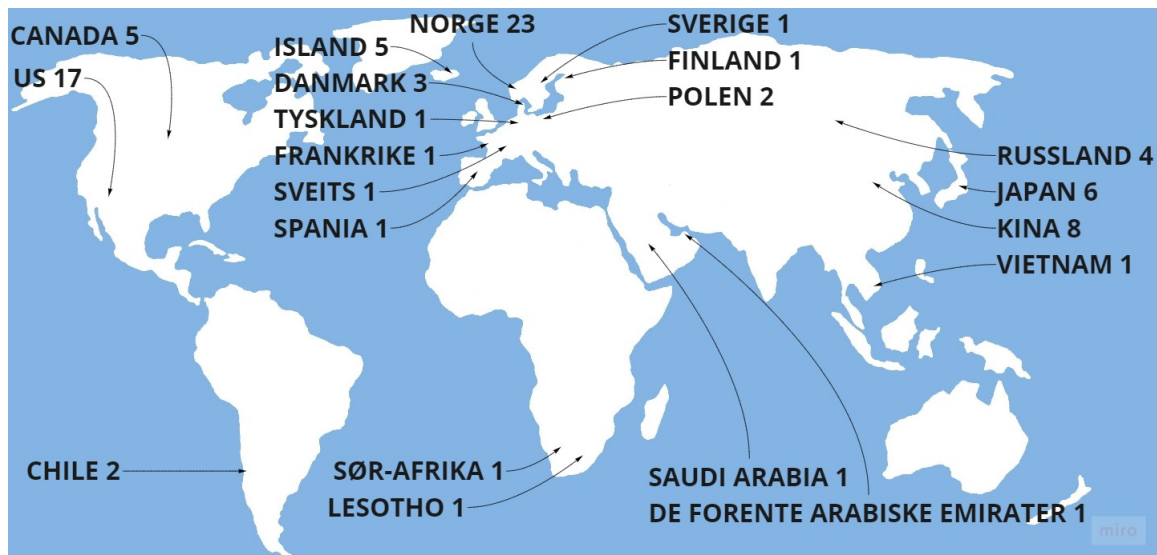 CANADA 5
US 17
ISLAND 5
DANMARK 3
TYSKLAND 1
FRANKRIKE 1
SVEITS 1
SPANIA 1
NORGE 23
SVERIGE 1
FINLAND 1
POLEN 2
RUSSLAND 4
JAPAN 6
KINA 8
VIETNAM 1
CHILE 2
SØR-AFRIKA 1
LESOTHO 1
SAUDI ARABIA 1
DE FORENTE ARABISKE EMIRATER 1
miro